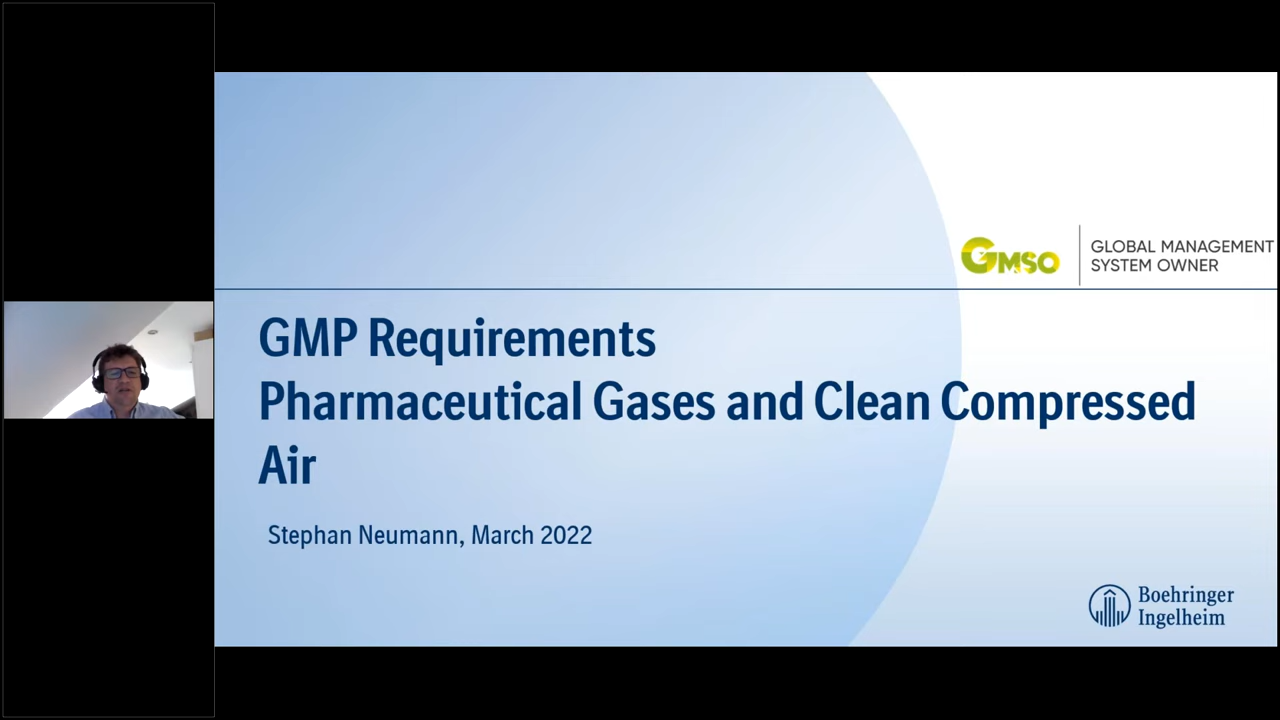 GMSO
GLOBAL MANAGEMENT
SYSTEM OWNER
GMP Requirements
Pharmaceutical Gases and Clean Compressed
Air
Stephan Neumann, March 2022
Boehringer
Ingelheim